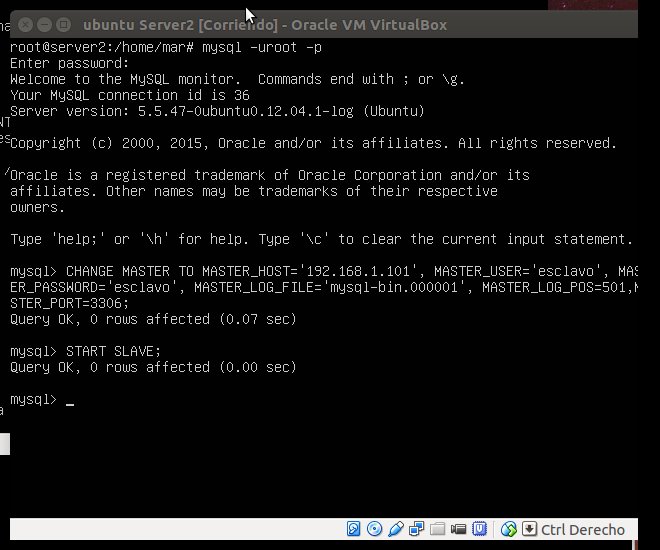 ubuntu Server2 [Corriendo] - Oracle VM VirtualBox
root@server2:/home/mar# mysql -uroot -p
Enter password:
Welcome to the MySQL monitor.  Commands end with ; or \g.
Your MySQL connection id is 36
Server version: 5.5.47-0ubuntu0.12.04.1-log (Ubuntu)
Copyright (c) 2000, 2015, Oracle and/or its affiliates. All rights reserved.
Oracle is a registered trademark of Oracle Corporation and/or its
affiliates. Other names may be trademarks of their respective
owners.
Type 'help;' or '\h' for help. Type '\c' to clear the current input statement.
mysql> CHANGE MASTER TO MASTER_HOST='192.168.1.101', MASTER_USER='esclavo', MAS
ER_PASSWORD='esclavo', MASTER_LOG_FILE='mysql-bin.000001', MASTER_LOG_POS=501,M
STER_PORT=3306;
Query OK, 0 rows affected (0.07 sec)
mysql> START SLAVE;
Query OK, 0 rows affected (0.00 sec)
mysql> _
Ctrl Derecho